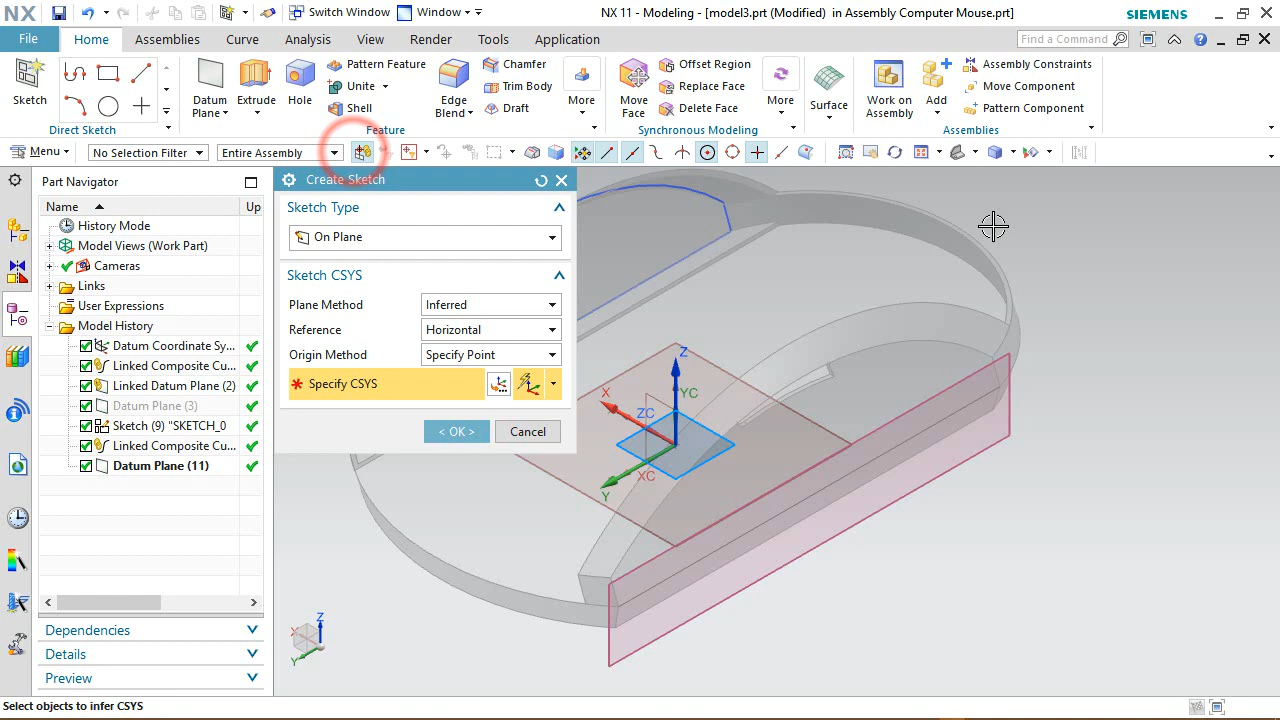 NX
Switch Window
Window
NX 11 - Modeling - [model3.prt (Modified) in Assembly Computer Mouse.prt]
SIEMENS
File
Home
Assemblies
Curve
Analysis
View
Render
Tools
Application
Find a Command
Sketch
Direct Sketch
Datum Plane
Extrude
Hole
Pattern Feature
Unite
Shell
Edge Blend
Chamfer
Trim Body
Draft
More
Feature
Move Face
Offset Region
Replace Face
Delete Face
More
Synchronous Modeling
Surface
Work on Assembly
Add
Assembly Constraints
Move Component
Pattern Component
Assemblies
Menu
No Selection Filter
Entire Assembly
Part Navigator
Name
Up
History Mode
Model Views (Work Part)
Cameras
Links
User Expressions
Model History
Datum Coordinate Sy...
Linked Composite Cu...
Linked Datum Plane (2)
Datum Plane (3)
Sketch (9) "SKETCH_0
Linked Composite Cu...
Datum Plane (11)
Dependencies
Details
Preview
Create Sketch
Sketch Type
On Plane
Sketch CSYS
Plane Method
Inferred
Reference
Horizontal
Origin Method
Specify Point
* Specify CSYS
< OK >
Cancel
Z
X
YC
ZC
XC
Y
Z
X
Y
Select objects to infer CSYS